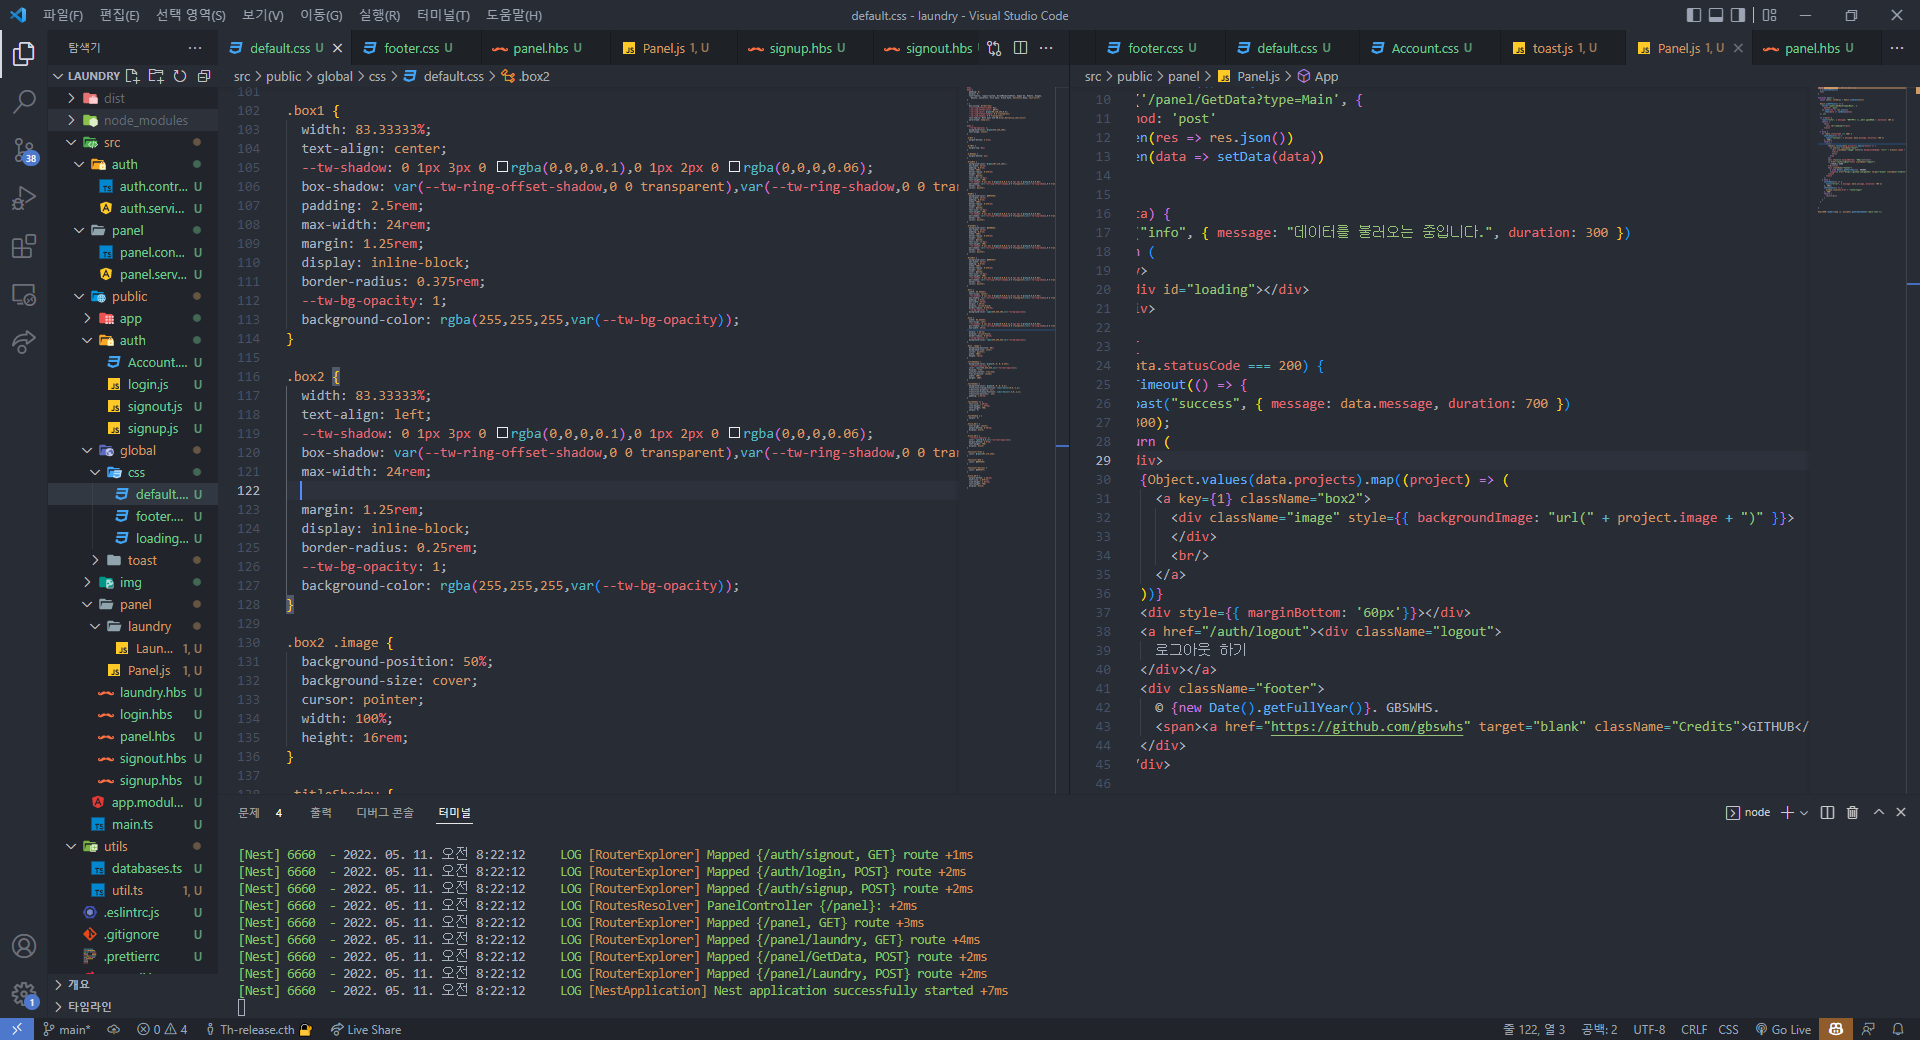 파일(F) 편집(E) 선택 영역(S) 보기(V) 이동(G) 실행(R) 터미널(T) 도움말(H)
default.css - laundry - Visual Studio Code
탐색기
LAUNDRY
dist
node_modules
src
auth
auth.contr... U
auth.servi... U
panel
panel.con... U
panel.serv... U
public
app
auth
Account.... U
login.js U
signout.js U
signup.js U
global
css
default.... U
footer.... U
loading... U
toast
img
panel
laundry
Laun... 1, U
Panel.js 1, U
laundry.hbs U
login.hbs U
panel.hbs U
signout.hbs U
signup.hbs U
app.modul... U
main.ts U
utils
databases.ts U
util.ts 1, U
.eslintrc.js U
.gitignore U
.prettierrc U
개요
타임라인
38
1
default.css U footer.css U panel.hbs U Panel.js 1, U signup.hbs U signout.hbs
src > public > global > css > default.css > .box2
101
102 .box1 {
103 width: 83.33333%;
104 text-align: center;
105 --tw-shadow: 0 1px 3px 0 rgba(0,0,0,0.1),0 1px 2px 0 rgba(0,0,0,0.06);
106 box-shadow: var(--tw-ring-offset-shadow,0 0 transparent),var(--tw-ring-shadow,0 0 tran
107 padding: 2.5rem;
108 max-width: 24rem;
109 margin: 1.25rem;
110 display: inline-block;
111 border-radius: 0.375rem;
112 --tw-bg-opacity: 1;
113 background-color: rgba(255,255,255,var(--tw-bg-opacity));
114 }
115
116 .box2 {
117 width: 83.33333%;
118 text-align: left;
119 --tw-shadow: 0 1px 3px 0 rgba(0,0,0,0.1),0 1px 2px 0 rgba(0,0,0,0.06);
120 box-shadow: var(--tw-ring-offset-shadow,0 0 transparent),var(--tw-ring-shadow,0 0 tran
121 max-width: 24rem;
122
123 margin: 1.25rem;
124 display: inline-block;
125 border-radius: 0.25rem;
126 --tw-bg-opacity: 1;
127 background-color: rgba(255,255,255,var(--tw-bg-opacity));
128 }
129
130 .box2 .image {
131 background-position: 50%;
132 background-size: cover;
133 cursor: pointer;
134 width: 100%;
135 height: 16rem;
136 }
137
138 .titleShadow {
footer.css U default.css U Account.css U toast.js 1, U Panel.js 1, U panel.hbs U
src > public > panel > Panel.js > App
10 ('/panel/GetData?type=Main', {
11 hod: 'post'
12 en(res => res.json())
13 en(data => setData(data))
14
15
16 ta) {
17 ("info", { message: "데이터를 불러오는 중입니다.", duration: 300 })
18 n (
19 v>
20 div id="loading"></div>
21 iv>
22
23
24 ata.statusCode === 200) {
25 Timeout(() => {
26 oast("success", { message: data.message, duration: 700 })
27 300);
28 urn (
29 div>
30 {Object.values(data.projects).map((project) => (
31 <a key={1} className="box2">
32 <div className="image" style={{ backgroundImage: "url(" + project.image + ")" }}>
33 </div>
34 <br/>
35 </a>
36 ))}
37 <div style={{ marginBottom: '60px'}}></div>
38 <a href="/auth/logout"><div className="logout">
39 로그아웃 하기
40 </div></a>
41 <div className="footer">
42 © {new Date().getFullYear()}. GBSWHS.
43 <span><a href="https://github.com/gbswhs" target="blank" className="Credits">GITHUB</
44 </div>
45 /div>
46
문제 4 출력 디버그 콘솔 터미널
node
[Nest] 6660 - 2022. 05. 11. 오전 8:22:12 LOG [RouterExplorer] Mapped {/auth/signout, GET} route +1ms
[Nest] 6660 - 2022. 05. 11. 오전 8:22:12 LOG [RouterExplorer] Mapped {/auth/login, POST} route +2ms
[Nest] 6660 - 2022. 05. 11. 오전 8:22:12 LOG [RouterExplorer] Mapped {/auth/signup, POST} route +2ms
[Nest] 6660 - 2022. 05. 11. 오전 8:22:12 LOG [RoutesResolver] PanelController {/panel}: +2ms
[Nest] 6660 - 2022. 05. 11. 오전 8:22:12 LOG [RouterExplorer] Mapped {/panel, GET} route +3ms
[Nest] 6660 - 2022. 05. 11. 오전 8:22:12 LOG [RouterExplorer] Mapped {/panel/laundry, GET} route +4ms
[Nest] 6660 - 2022. 05. 11. 오전 8:22:12 LOG [RouterExplorer] Mapped {/panel/GetData, POST} route +2ms
[Nest] 6660 - 2022. 05. 11. 오전 8:22:12 LOG [RouterExplorer] Mapped {/panel/Laundry, POST} route +2ms
[Nest] 6660 - 2022. 05. 11. 오전 8:22:12 LOG [NestApplication] Nest application successfully started +7ms
main* 0 4 Th-release.cth Live Share
줄 122, 열 3 공백: 2 UTF-8 CRLF CSS Go Live